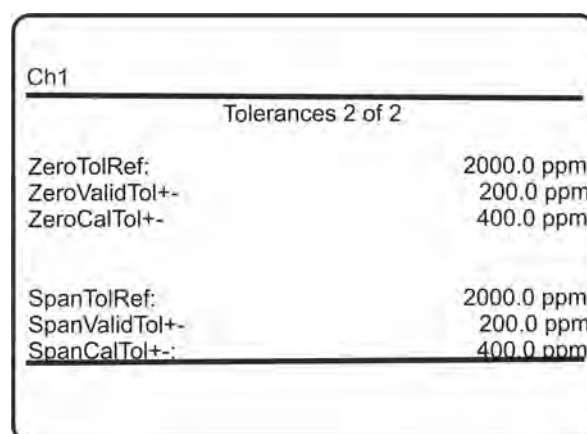 Ch1
Tolerances 2 of 2
ZeroTolRef: 2000.0 ppm
ZeroValidTol+- 200.0 ppm
ZeroCalTol+- 400.0 ppm
SpanTolRef: 2000.0 ppm
SpanValidTol+- 200.0 ppm
SpanCalTol+-: 400.0 ppm